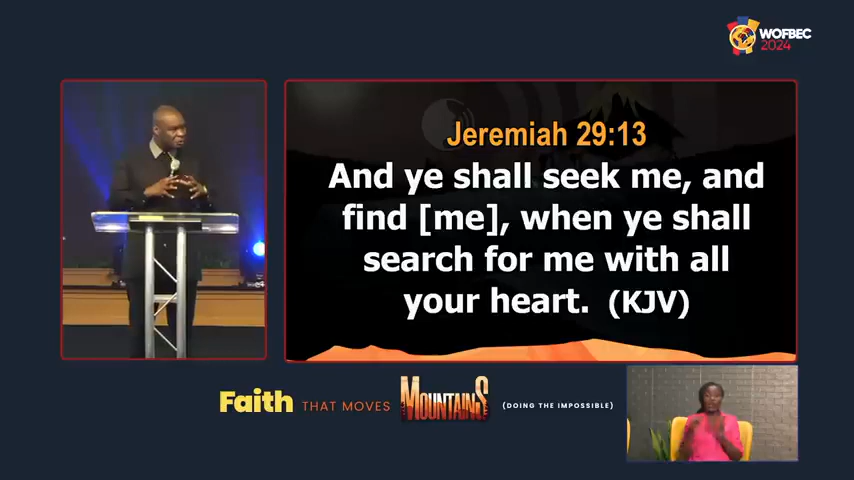 WOFBEC
2024
Jeremiah 29:13
And ye shall seek me, and
find [me], when ye shall
search for me with all
your heart. (KJV)
Faith THAT MOVES MOUNTAINS (DOING THE IMPOSSIBLE)